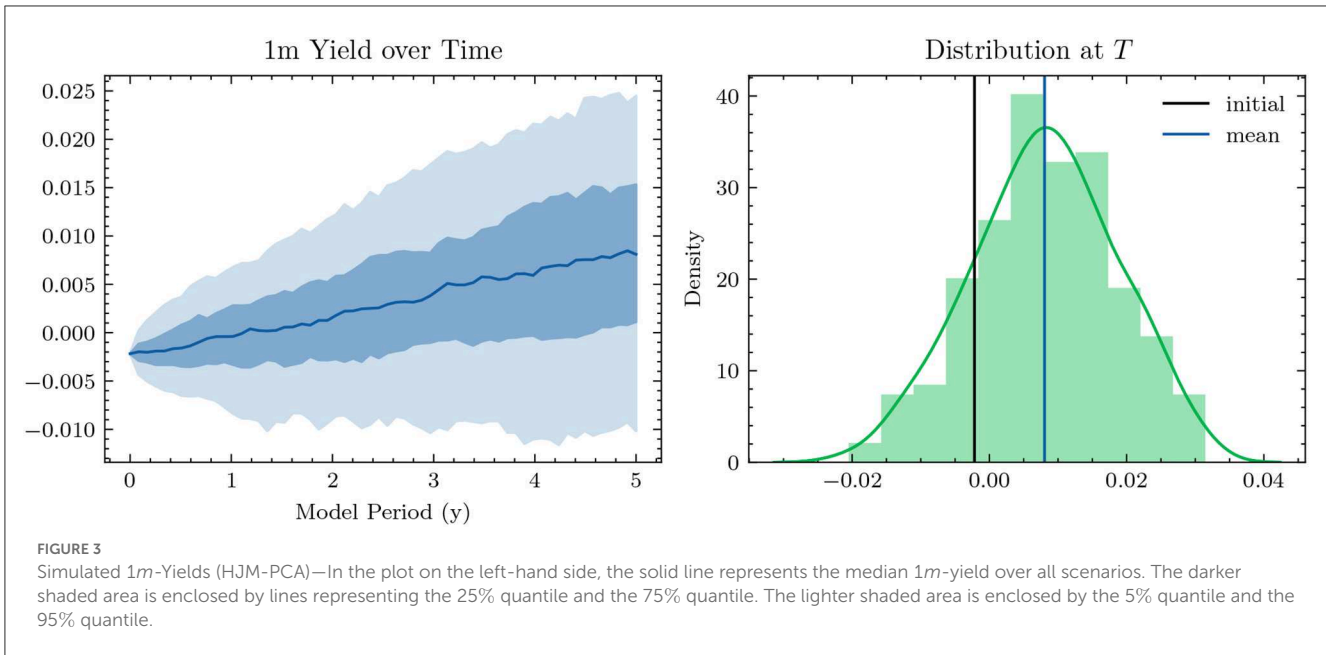 1m Yield over Time
0.025
0.020
0.015
0.010
0.005
0.000
−0.005
−0.010
0 1 2 3 4 5
Model Period (y)
Distribution at T
initial
mean
Density
40
30
20
10
0
−0.02 0.00 0.02 0.04
FIGURE 3
Simulated 1m-Yields (HJM-PCA)—In the plot on the left-hand side, the solid line represents the median 1m-yield over all scenarios. The darker
shaded area is enclosed by lines representing the 25% quantile and the 75% quantile. The lighter shaded area is enclosed by the 5% quantile and the
95% quantile.